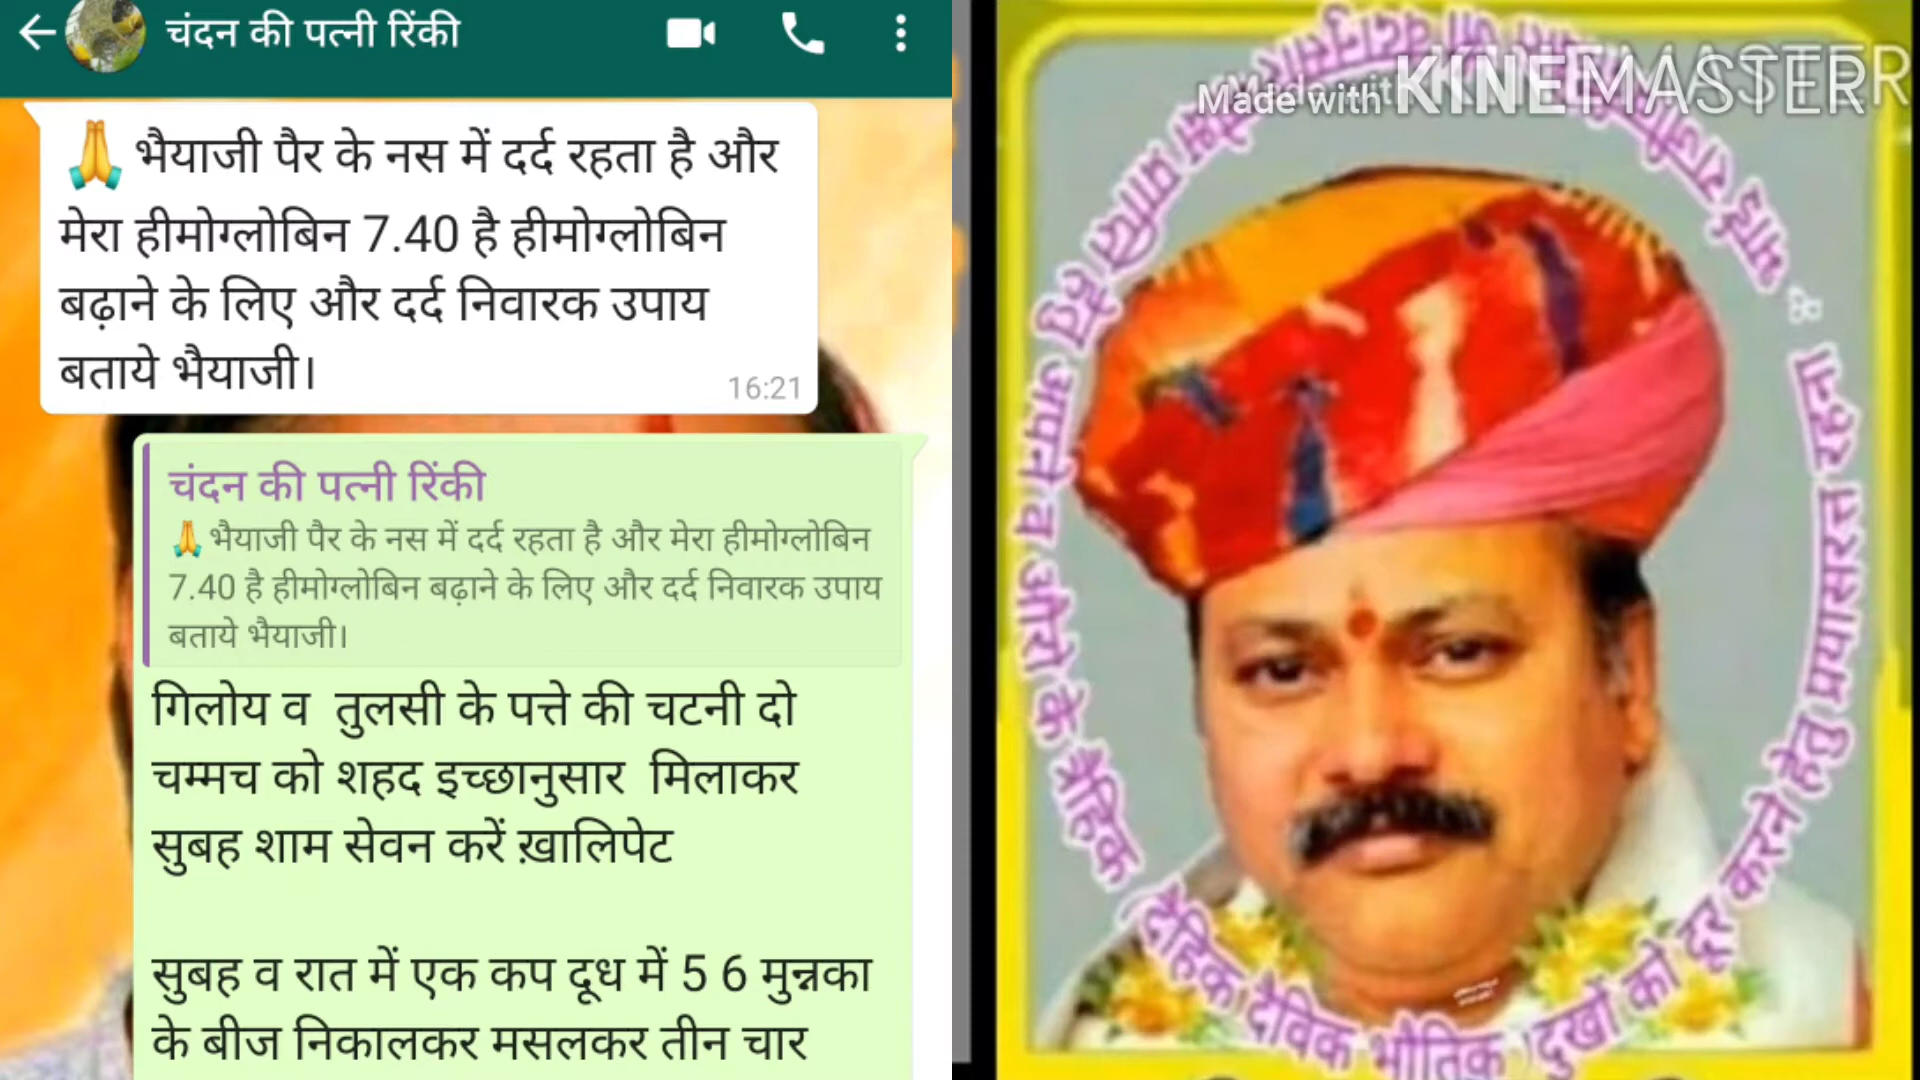 चंदन की पत्नी रिंकी
🙏भैयाजी पैर के नस में दर्द रहता है और
मेरा हीमोग्लोबिन 7.40 है हीमोग्लोबिन
बढ़ाने के लिए और दर्द निवारक उपाय
बताये भैयाजी।
16:21
चंदन की पत्नी रिंकी
🙏भैयाजी पैर के नस में दर्द रहता है और मेरा हीमोग्लोबिन
7.40 है हीमोग्लोबिन बढ़ाने के लिए और दर्द निवारक उपाय
बताये भैयाजी।
गिलोय व तुलसी के पत्ते की चटनी दो
चम्मच को शहद इच्छानुसार मिलाकर
सुबह शाम सेवन करें ख़ालिपेट
सुबह व रात में एक कप दूध में 5 6 मुन्नका
के बीज निकालकर मसलकर तीन चार
Made with KINEMASTER
भाई राजीव
प्राप्ति हेतु अपने व औरो के त्रैहिक (दैहिक दैविक भौतिक) दुखों को दूर करने हेतु प्रयासरत रहना